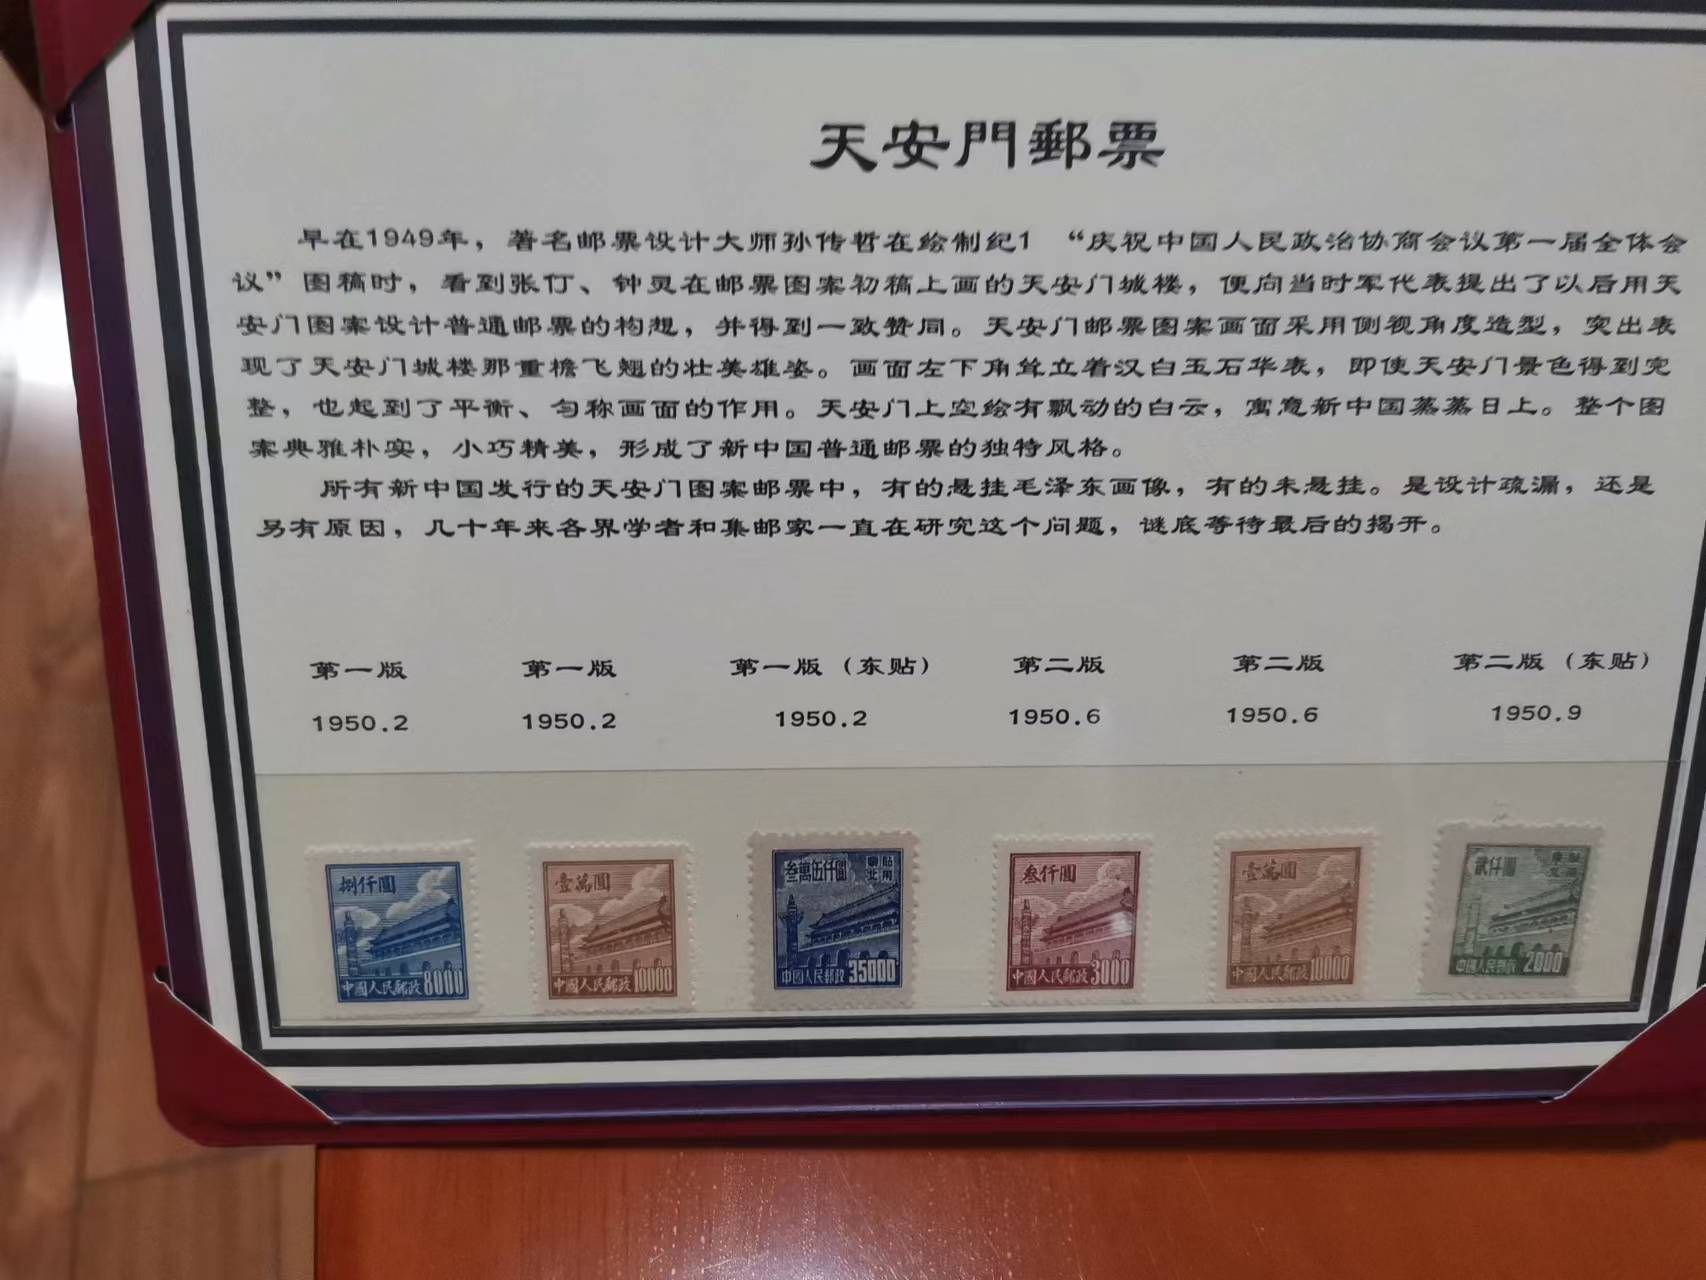 天安門郵票
早在1949年，著名邮票设计大师孙传哲在绘制纪1 “庆祝中国人民政治协商会议第一届全体会
议”图稿时，看到张仃、钟灵在邮票图案初稿上画的天安门城楼，便向当时军代表提出了以后用天
安门图案设计普通邮票的构想，并得到一致赞同。天安门邮票图案画面采用侧视角度造型，突出表
现了天安门城楼那重檐飞翘的壮美雄姿。画面左下角耸立着汉白玉石华表，即使天安门景色得到完
整，也起到了平衡、匀称画面的作用。天安门上空绘有飘动的白云，寓意新中国蒸蒸日上。整个图
案典雅朴实，小巧精美，形成了新中国普通邮票的独特风格。
所有新中国发行的天安门图案邮票中，有的悬挂毛泽东画像，有的未悬挂。是设计疏漏，还是
另有原因，几十年来各界学者和集邮家一直在研究这个问题，谜底等待最后的揭开。
第一版 第一版 第一版（东贴） 第二版 第二版 第二版（东贴）
1950.2 1950.2 1950.2 1950.6 1950.6 1950.9
捌仟圓
中國人民郵政 8000
壹萬圓
中國人民郵政 10000
叁萬伍仟圓 東北貼用
中國人民郵政 35000
叁仟圓
中國人民郵政 3000
壹萬圓
中國人民郵政 10000
貳仟圓
中國人民郵政 2000